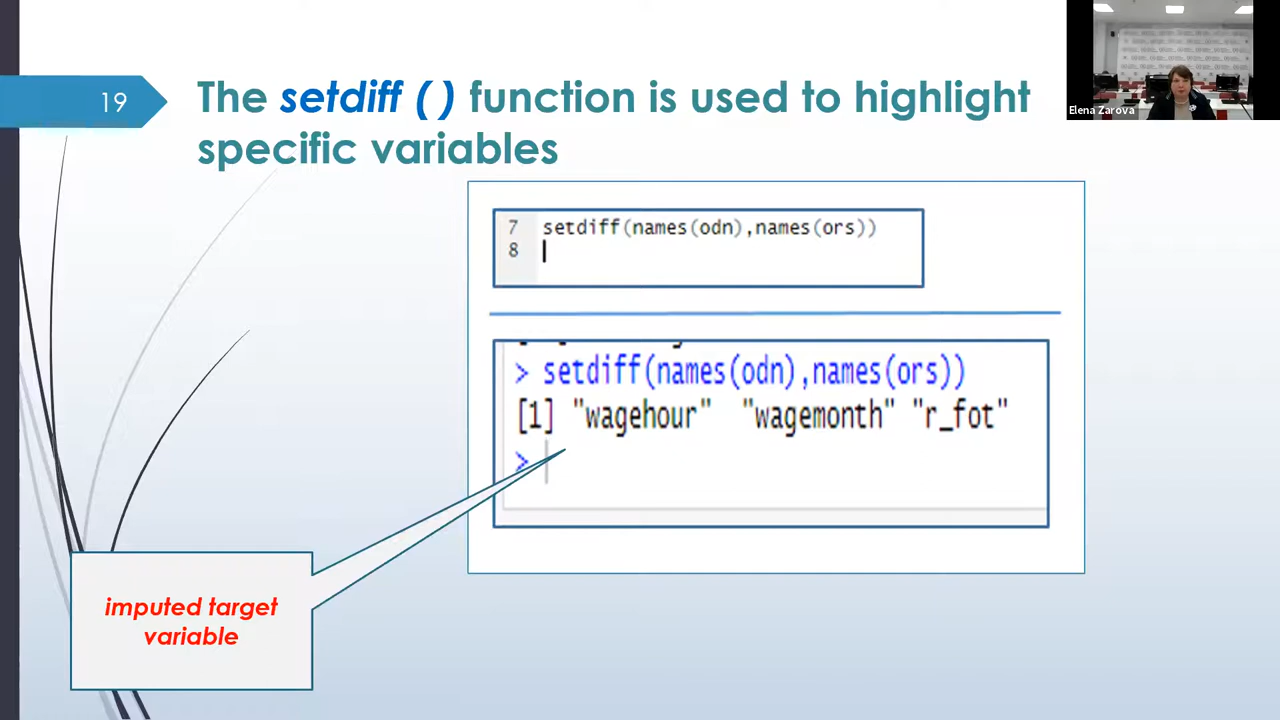 19
The setdiff ( ) function is used to highlight
specific variables
Elena Zarova
7 setdiff(names(odn),names(ors))
8
> setdiff(names(odn),names(ors))
[1] "wagehour" "wagemonth" "r_fot"
>
imputed target
variable